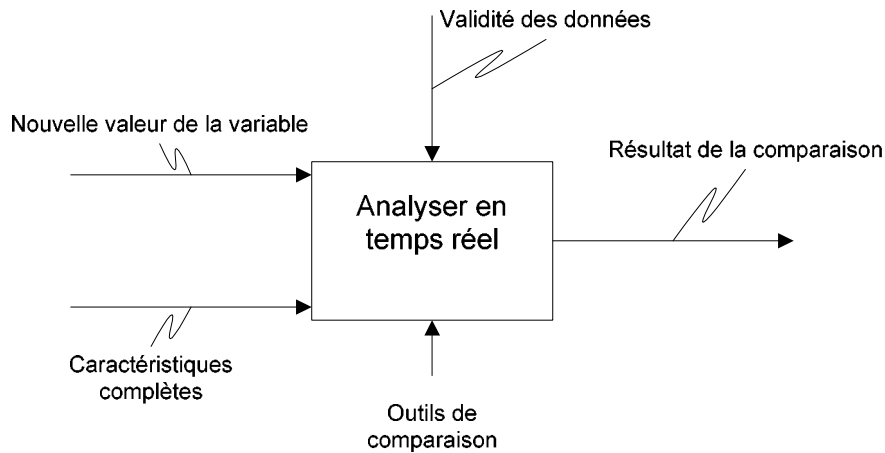 Validité des données
Nouvelle valeur de la variable
Résultat de la comparaison
Analyser en
temps réel
Caractéristiques
complètes
Outils de
comparaison